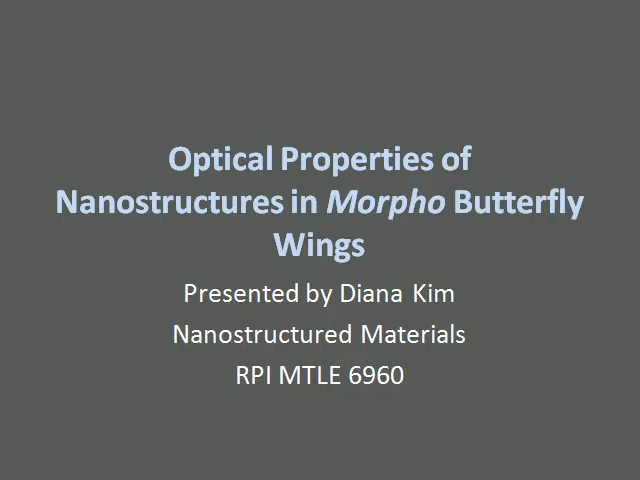 Optical Properties of
Nanostructures in Morpho Butterfly
Wings
Presented by Diana Kim
Nanostructured Materials
RPI MTLE 6960